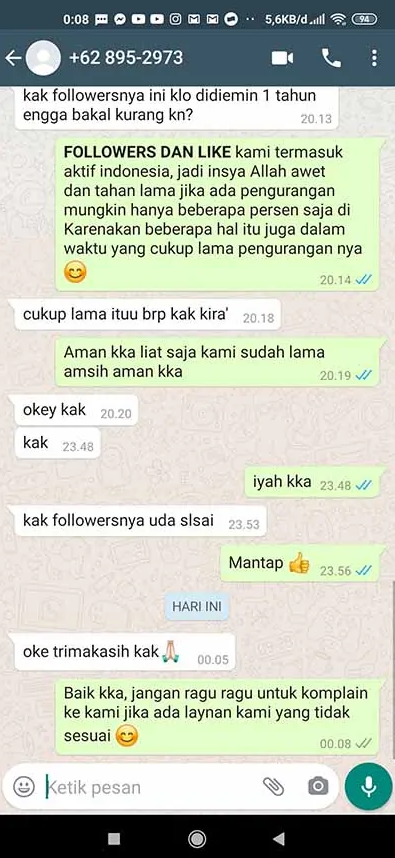 0:08 5,6KB/d 94
+62 895-2973
kak followersnya ini klo didiemin 1 tahun
engga bakal kurang kn?
20.13
FOLLOWERS DAN LIKE kami termasuk
aktif indonesia, jadi insya Allah awet
dan tahan lama jika ada pengurangan
mungkin hanya beberapa persen saja di
Karenakan beberapa hal itu juga dalam
waktu yang cukup lama pengurangan nya
😊
20.14
cukup lama ituu brp kak kira' 20.18
Aman kka liat saja kami sudah lama
amsih aman kka
20.19
okey kak 20.20
kak 23.48
iyah kka 23.48
kak followersnya uda slsai 23.53
Mantap 👍 23.56
HARI INI
oke trimakasih kak🙏 00.05
Baik kka, jangan ragu ragu untuk komplain
ke kami jika ada laynan kami yang tidak
sesuai 😊
00.08
Ketik pesan